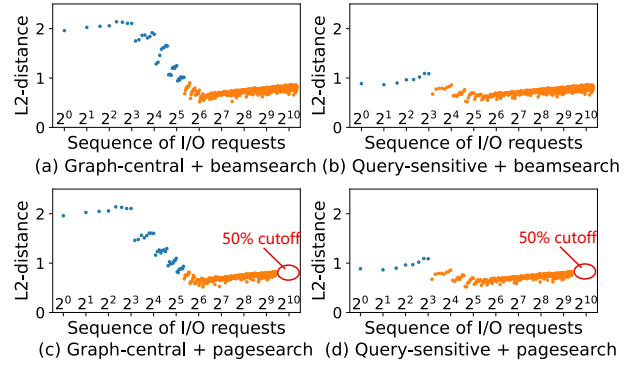 L2-distance
2
1
0
2^0 2^1 2^2 2^3 2^4 2^5 2^6 2^7 2^8 2^9 2^10
Sequence of I/O requests
(a) Graph-central + beamsearch
L2-distance
2
1
0
2^0 2^1 2^2 2^3 2^4 2^5 2^6 2^7 2^8 2^9 2^10
Sequence of I/O requests
(b) Query-sensitive + beamsearch
L2-distance
2
1
0
50% cutoff
2^0 2^1 2^2 2^3 2^4 2^5 2^6 2^7 2^8 2^9 2^10
Sequence of I/O requests
(c) Graph-central + pagesearch
L2-distance
2
1
0
50% cutoff
2^0 2^1 2^2 2^3 2^4 2^5 2^6 2^7 2^8 2^9 2^10
Sequence of I/O requests
(d) Query-sensitive + pagesearch